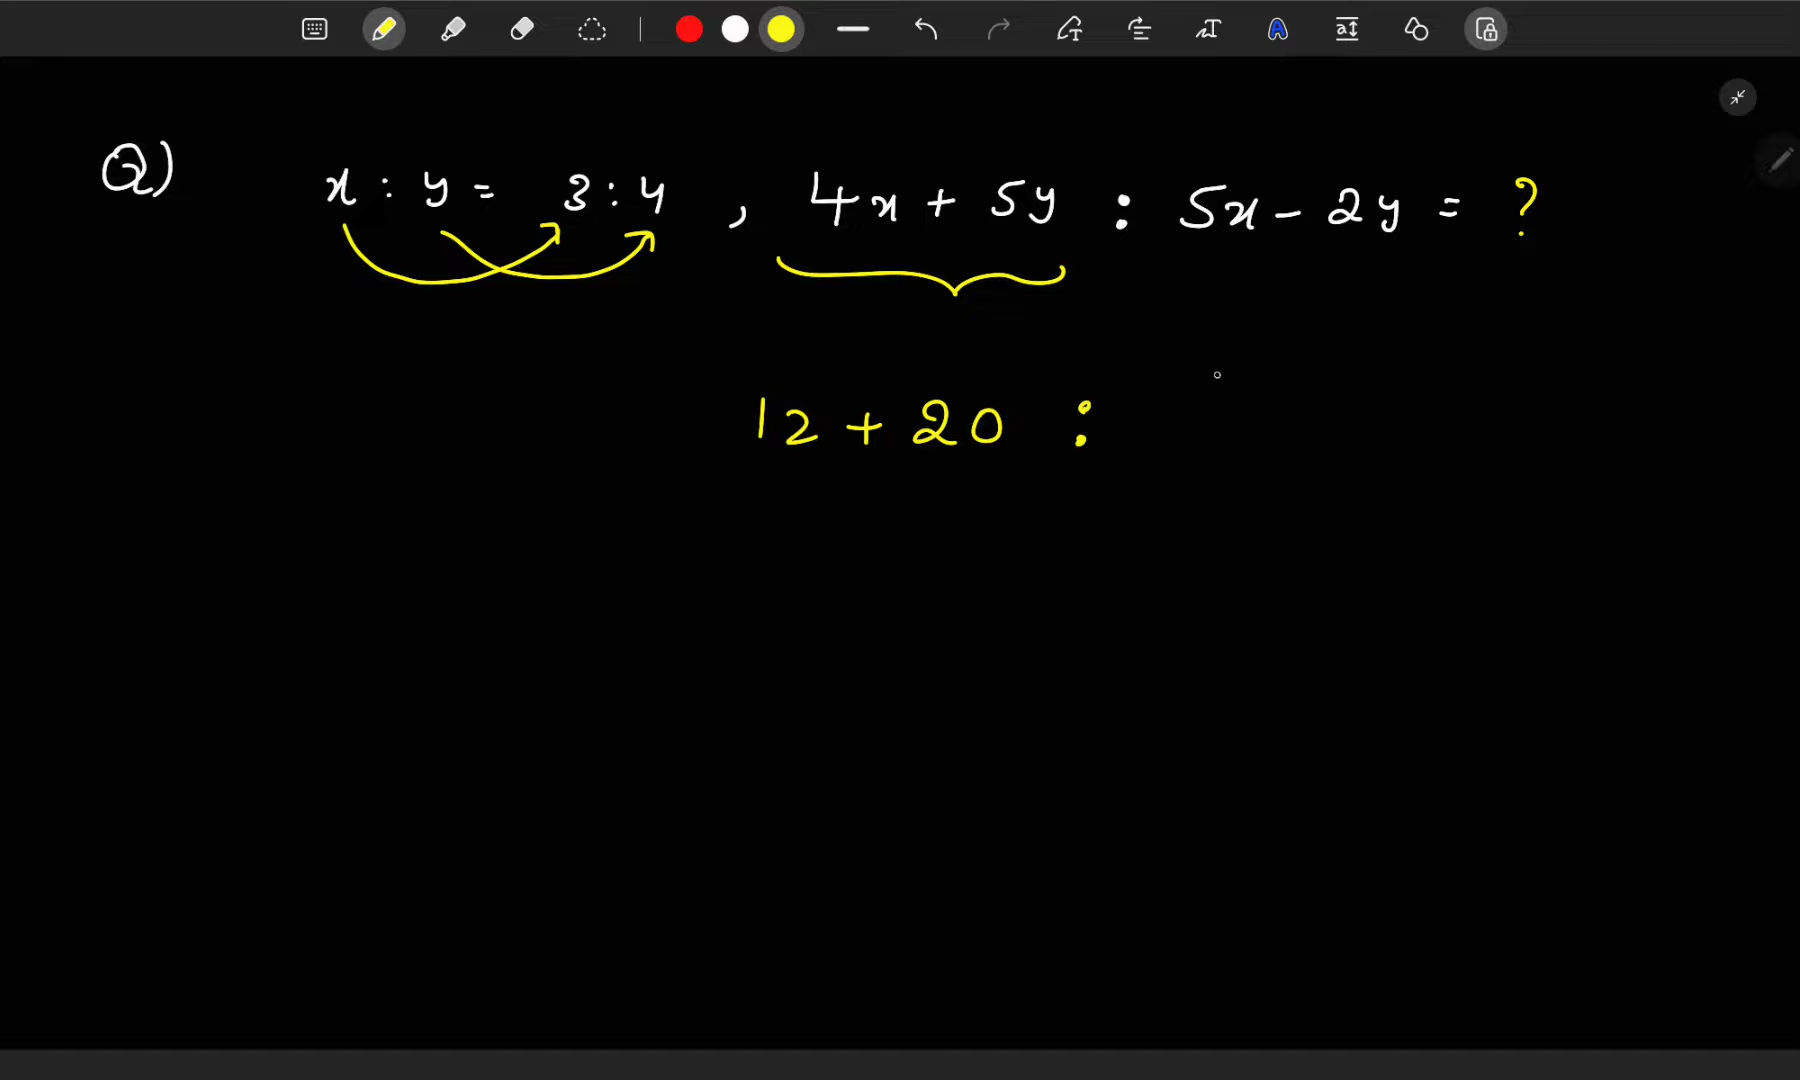 Q) x : y = 3 : 4 , 4x + 5y : 5x - 2y = ?
12 + 20 :